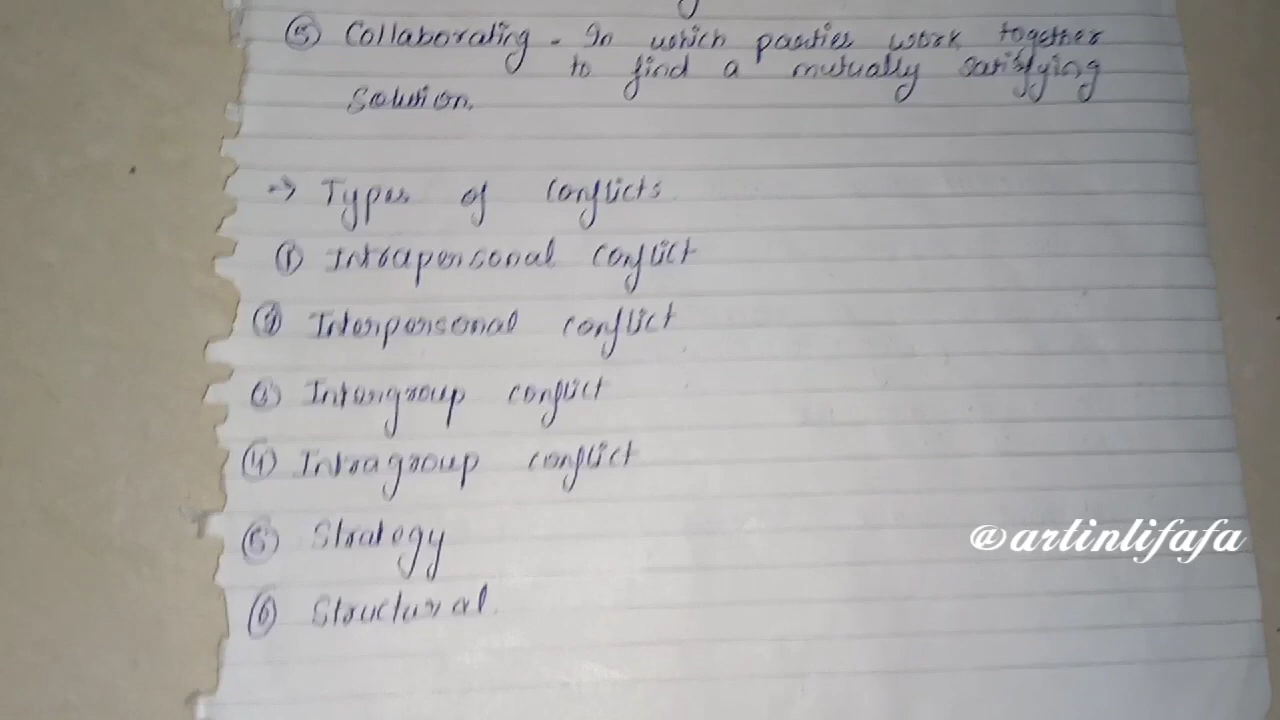 ⑤ Collaborating - In which parties work together
to find a mutually satisfying
Solution.
→ Types of conflicts.
① Intrapersonal conflict
② Interpersonal conflict
③ Intergroup conflict
④ Intragroup conflict
⑤ Strategy
⑥ Structural.
@artinlifafa